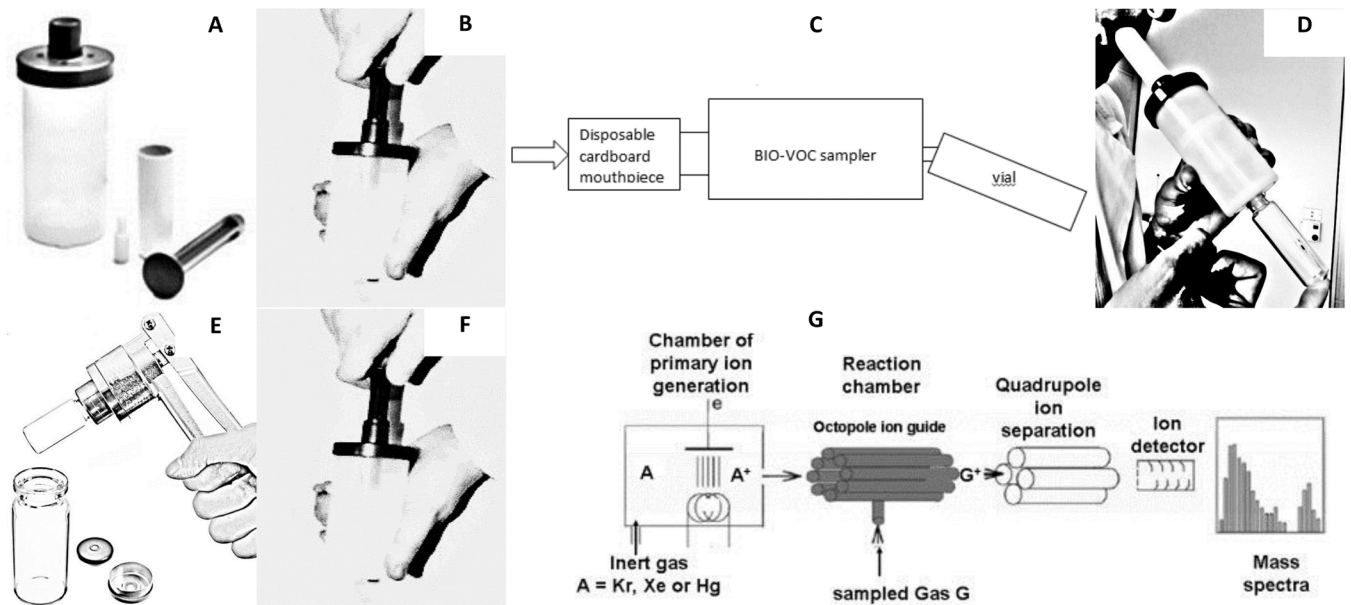 A
B
C
D
Disposable
cardboard
mouthpiece
BIO-VOC sampler
vial
E
F
G
Chamber of
primary ion
generation
e
A
A+
Inert gas
A = Kr, Xe or Hg
Reaction
chamber
Octopole ion guide
G+
sampled Gas G
Quadrupole
ion
separation
Ion
detector
Mass
spectra